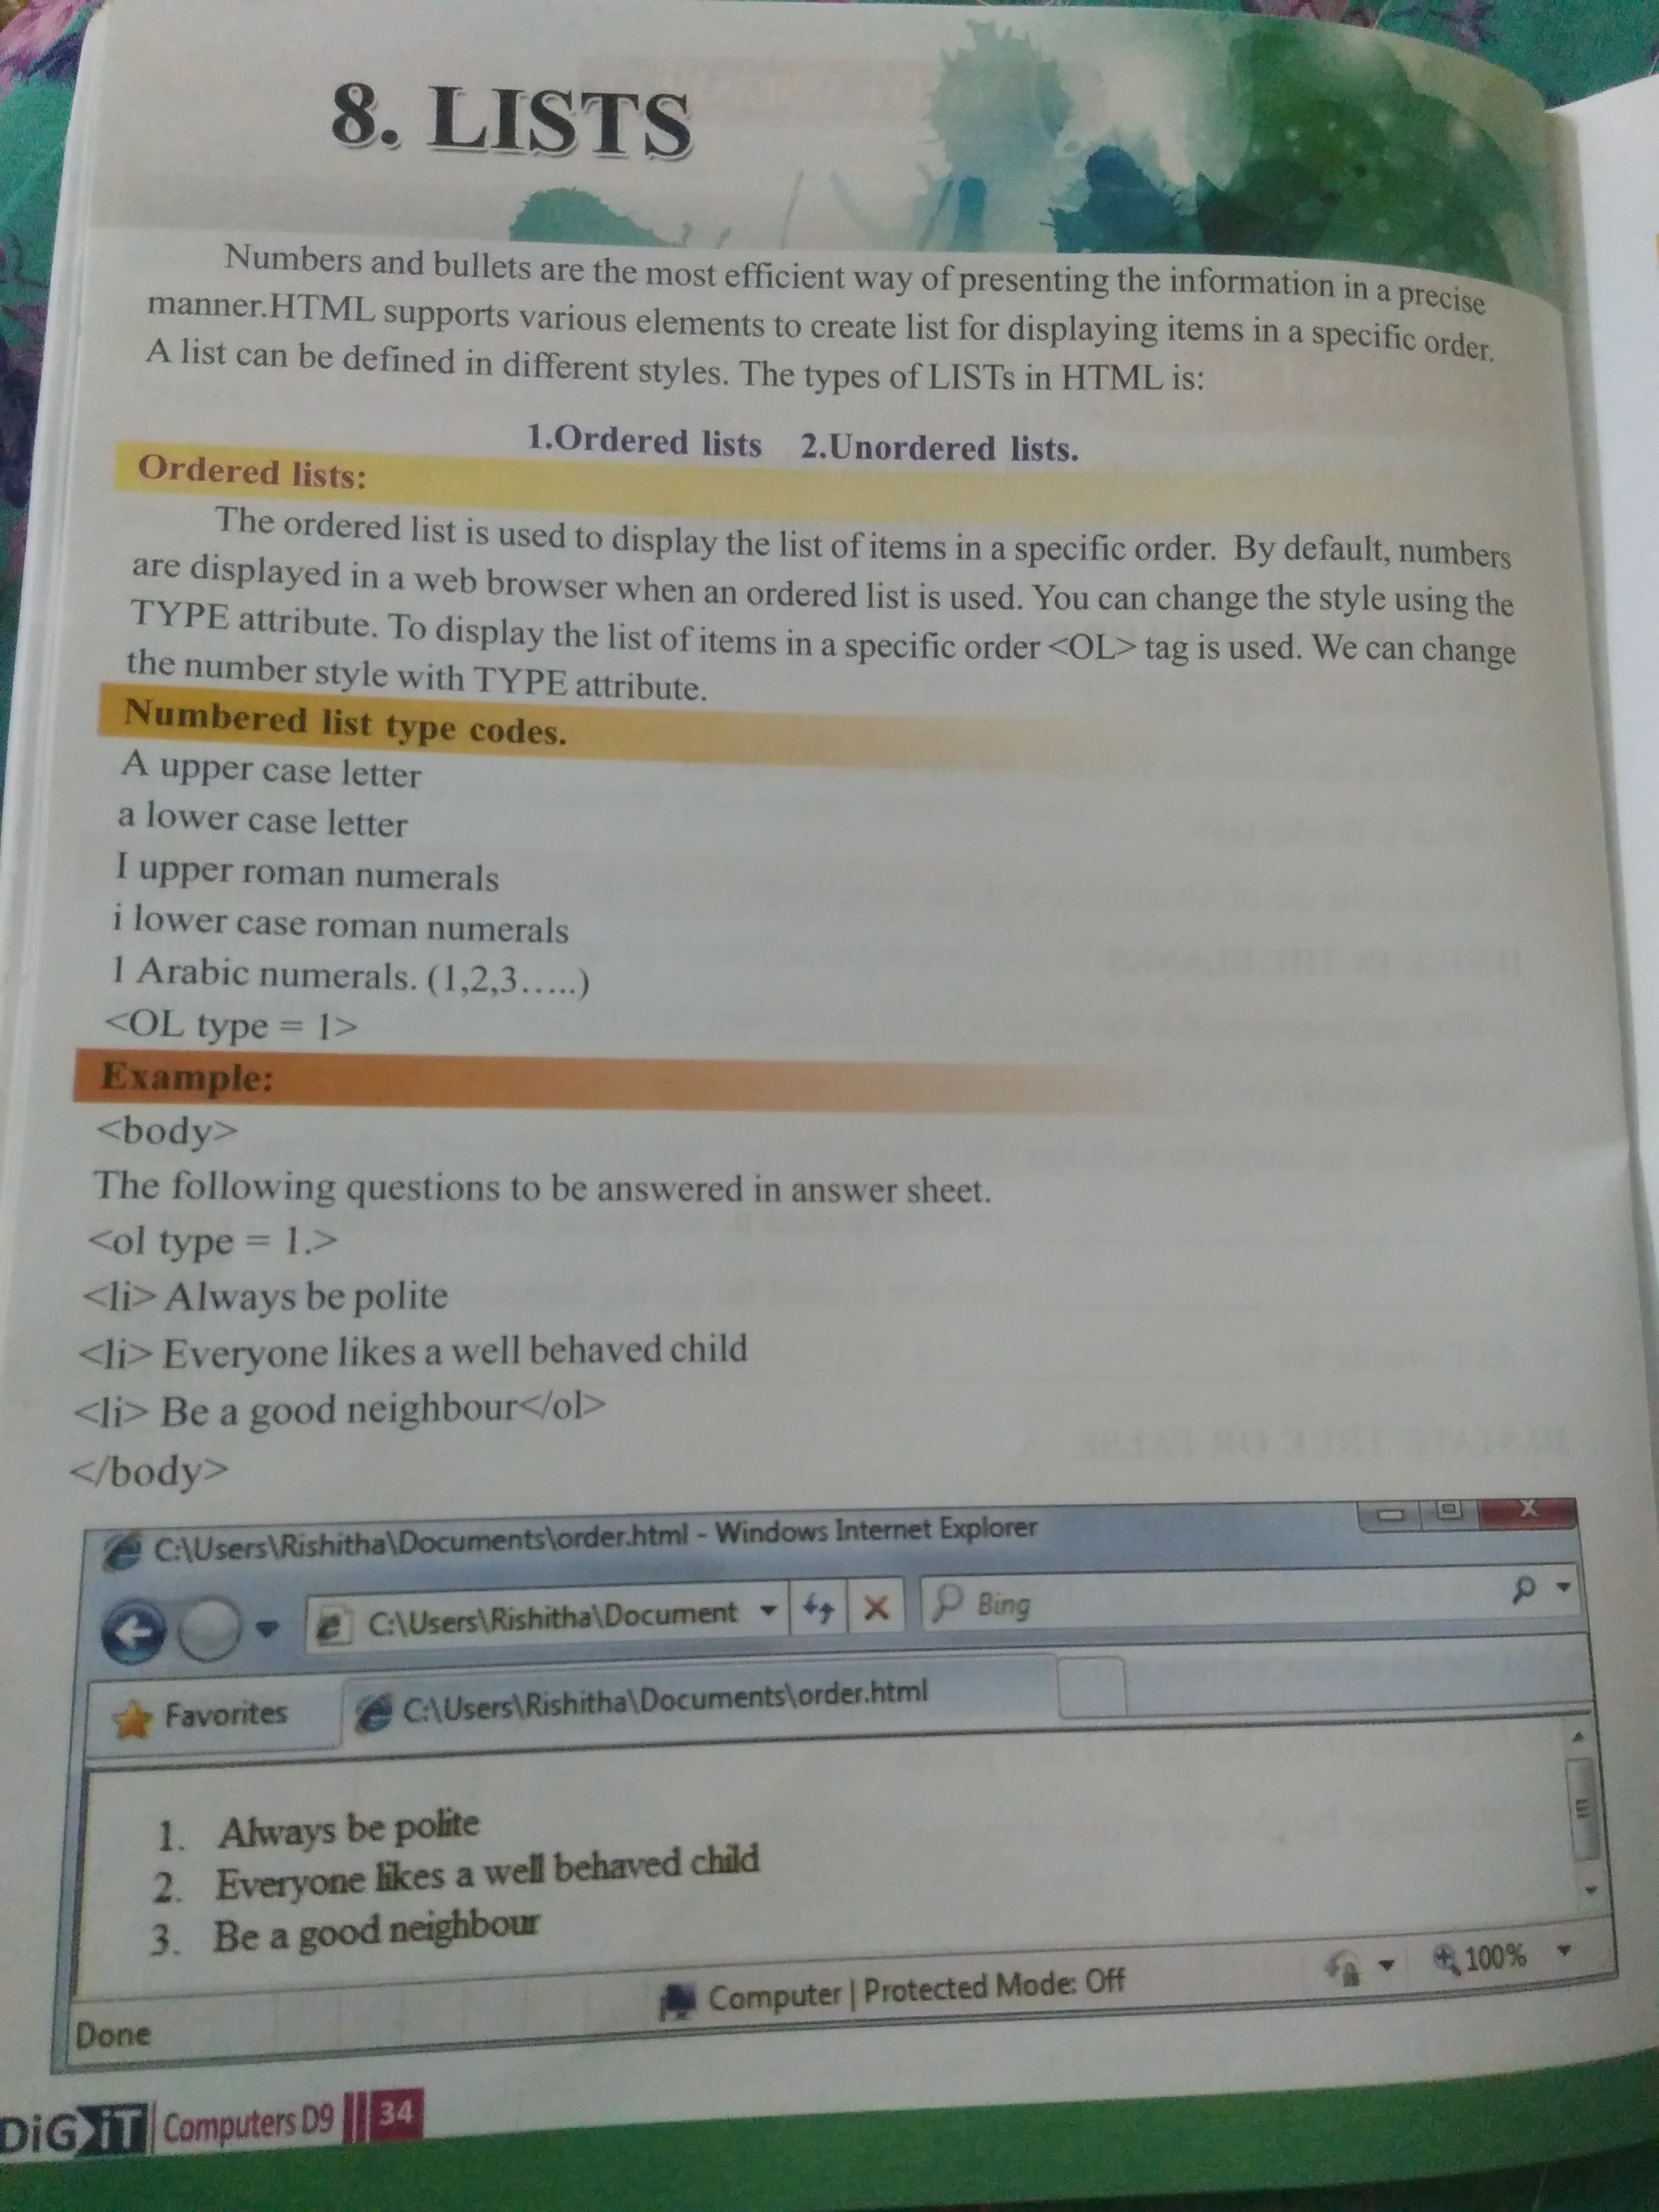 8. LISTS
Numbers and bullets are the most efficient way of presenting the information in a precise
manner.HTML supports various elements to create list for displaying items in a specific order.
A list can be defined in different styles. The types of LISTs in HTML is:
1.Ordered lists 2.Unordered lists.
Ordered lists:
The ordered list is used to display the list of items in a specific order. By default, numbers
are displayed in a web browser when an ordered list is used. You can change the style using the
TYPE attribute. To display the list of items in a specific order <OL> tag is used. We can change
the number style with TYPE attribute.
Numbered list type codes.
A upper case letter
a lower case letter
I upper roman numerals
i lower case roman numerals
1 Arabic numerals. (1,2,3.....)
<OL type = 1>
Example:
<body>
The following questions to be answered in answer sheet.
<ol type = 1.>
<li> Always be polite
<li> Everyone likes a well behaved child
<li> Be a good neighbour</ol>
</body>
C:\Users\Rishitha\Documents\order.html - Windows Internet Explorer
C:\Users\Rishitha\Document Bing
Favorites C:\Users\Rishitha\Documents\order.html
1. Always be polite
2. Everyone likes a well behaved child
3. Be a good neighbour
Computer | Protected Mode: Off 100%
Done
DiGiT Computers D9 34